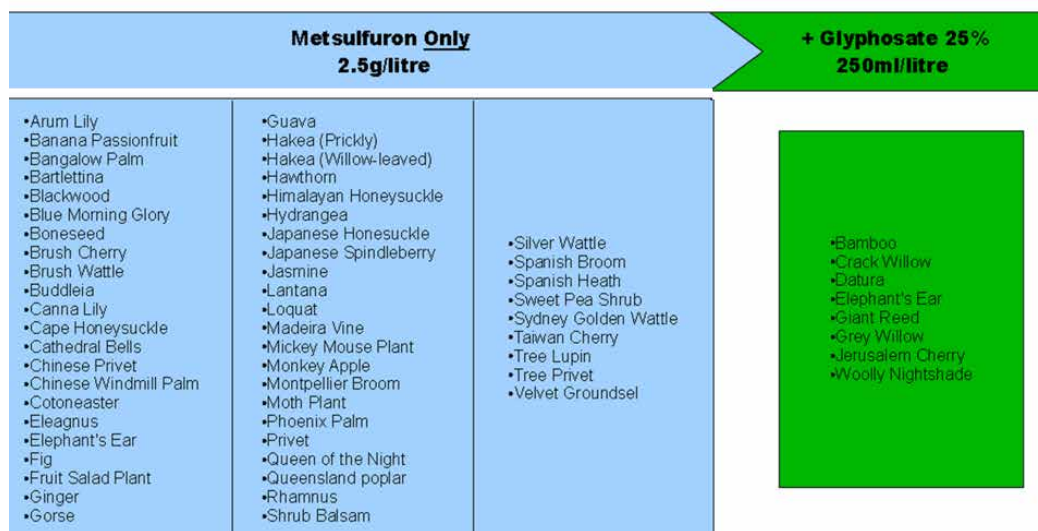 Metsulfuron Only
2.5g/litre
+ Glyphosate 25%
250ml/litre
•Arum Lily
•Banana Passionfruit
•Bangalow Palm
•Bartlettina
•Blackwood
•Blue Morning Glory
•Boneseed
•Brush Cherry
•Brush Wattle
•Buddleia
•Canna Lily
•Cape Honeysuckle
•Cathedral Bells
•Chinese Privet
•Chinese Windmill Palm
•Cotoneaster
•Eleagnus
•Elephant's Ear
•Fig
•Fruit Salad Plant
•Ginger
•Gorse
•Guava
•Hakea (Prickly)
•Hakea (Willow-leaved)
•Hawthorn
•Himalayan Honeysuckle
•Hydrangea
•Japanese Honesuckle
•Japanese Spindleberry
•Jasmine
•Lantana
•Loquat
•Madeira Vine
•Mickey Mouse Plant
•Monkey Apple
•Montpellier Broom
•Moth Plant
•Phoenix Palm
•Privet
•Queen of the Night
•Queensland poplar
•Rhamnus
•Shrub Balsam
•Silver Wattle
•Spanish Broom
•Spanish Heath
•Sweet Pea Shrub
•Sydney Golden Wattle
•Taiwan Cherry
•Tree Lupin
•Tree Privet
•Velvet Groundsel
•Bamboo
•Crack Willow
•Datura
•Elephant's Ear
•Giant Reed
•Grey Willow
•Jerusalem Cherry
•Woolly Nightshade